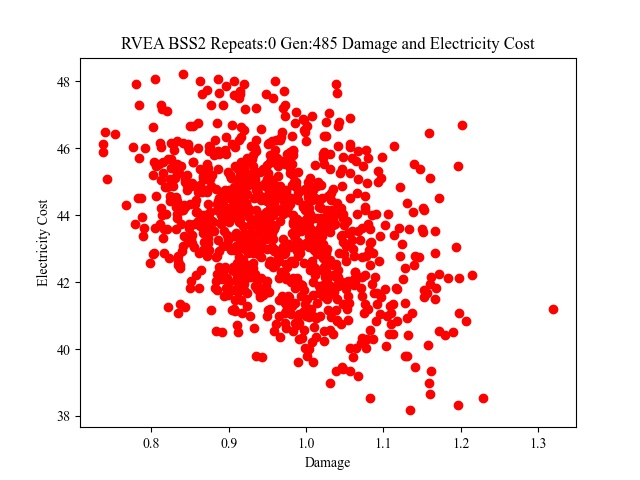 RVEA BSS2 Repeats:0 Gen:485 Damage and Electricity Cost
48
46
44
42
40
38
Electricity Cost
0.8 0.9 1.0 1.1 1.2 1.3
Damage